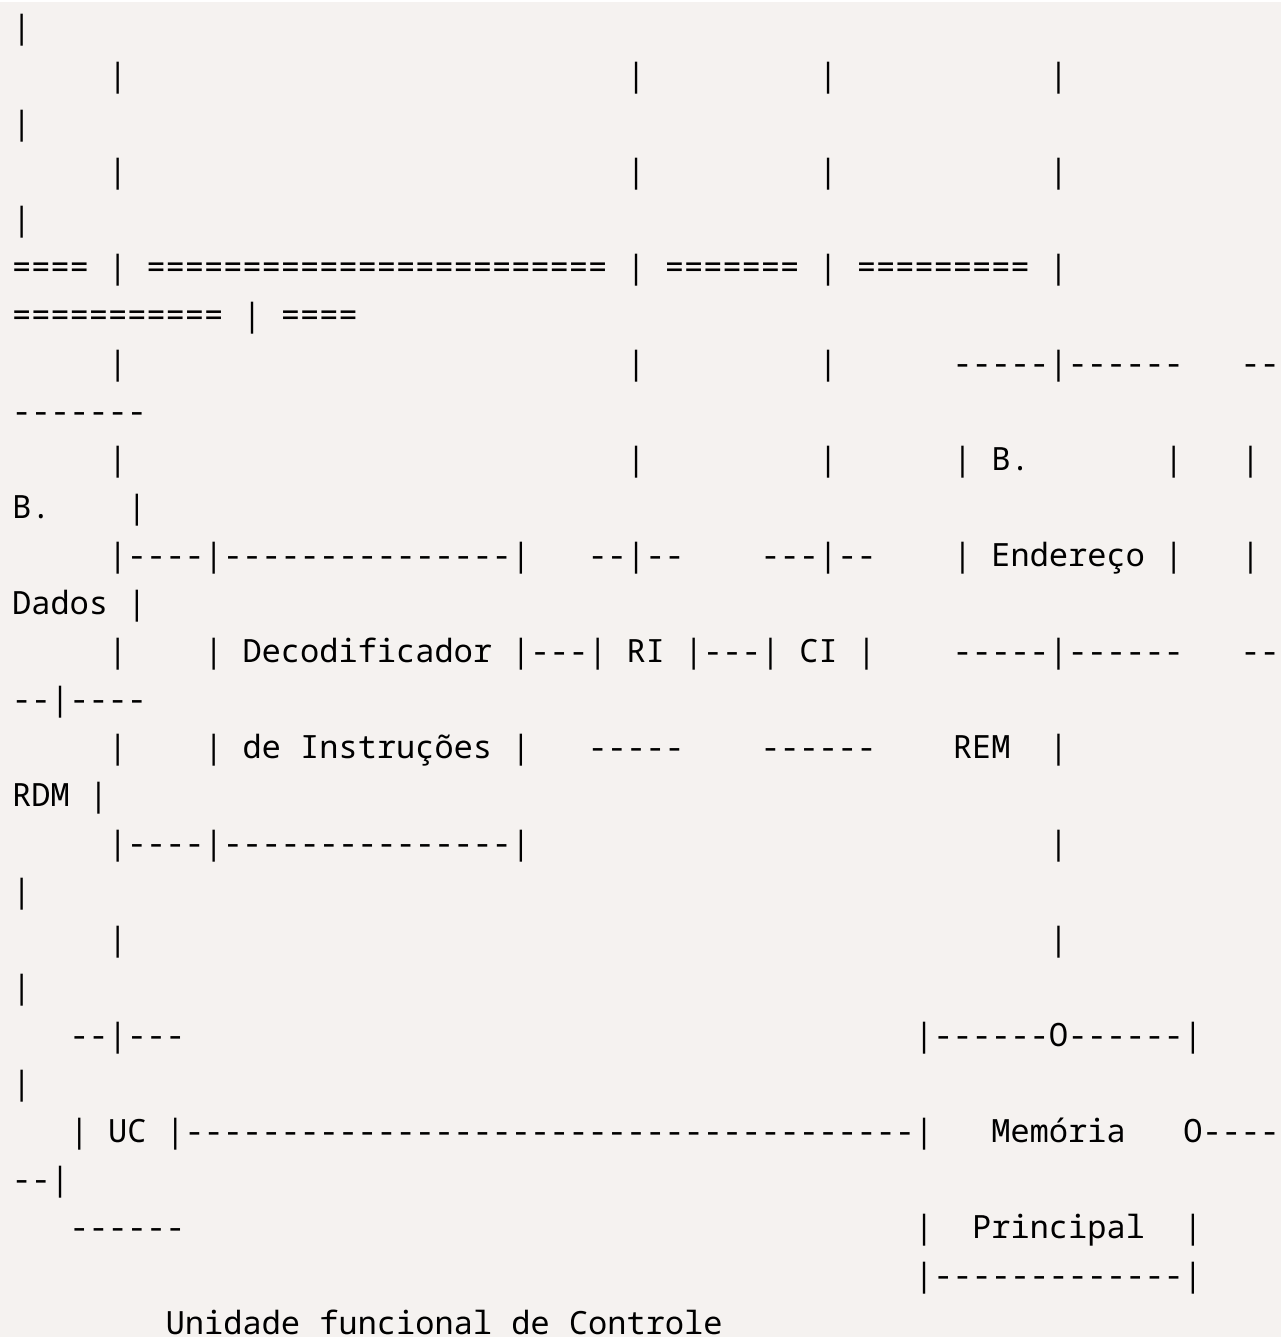 |
     |                          |         |           |
|
     |                          |         |           |
|
==== | ======================== | ======= | ========= |
=========== | ====
     |                          |         |      -----|------   --
-------
     |                          |         |      | B.       |   |
B.    |
     |----|---------------|   --|--    ---|--    | Endereço |   |
Dados |
     |    | Decodificador |---| RI |---| CI |    -----|------   --
--|----
     |    | de Instruções |   -----    ------    REM  |
RDM |
     |----|---------------|                           |
|
     |                                                |
|
   --|---                                      |------O------|
|
   | UC |--------------------------------------|   Memória   O----
--|
   ------                                      |  Principal  |
                                               |-------------|
        Unidade funcional de Controle